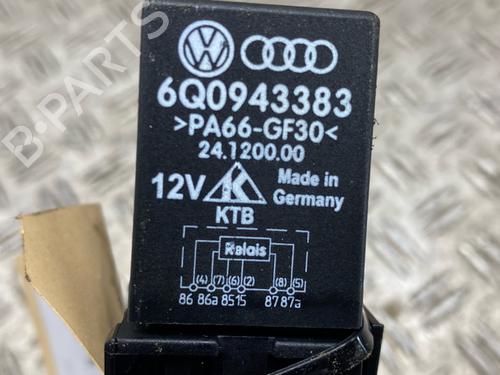 6Q0943383
>PA66-GF30<
24.1200.00
12V Made in Germany
KTB
Relais
(4) (7) (6) (2) (8) (5)
86 86a 85 15 87 87a